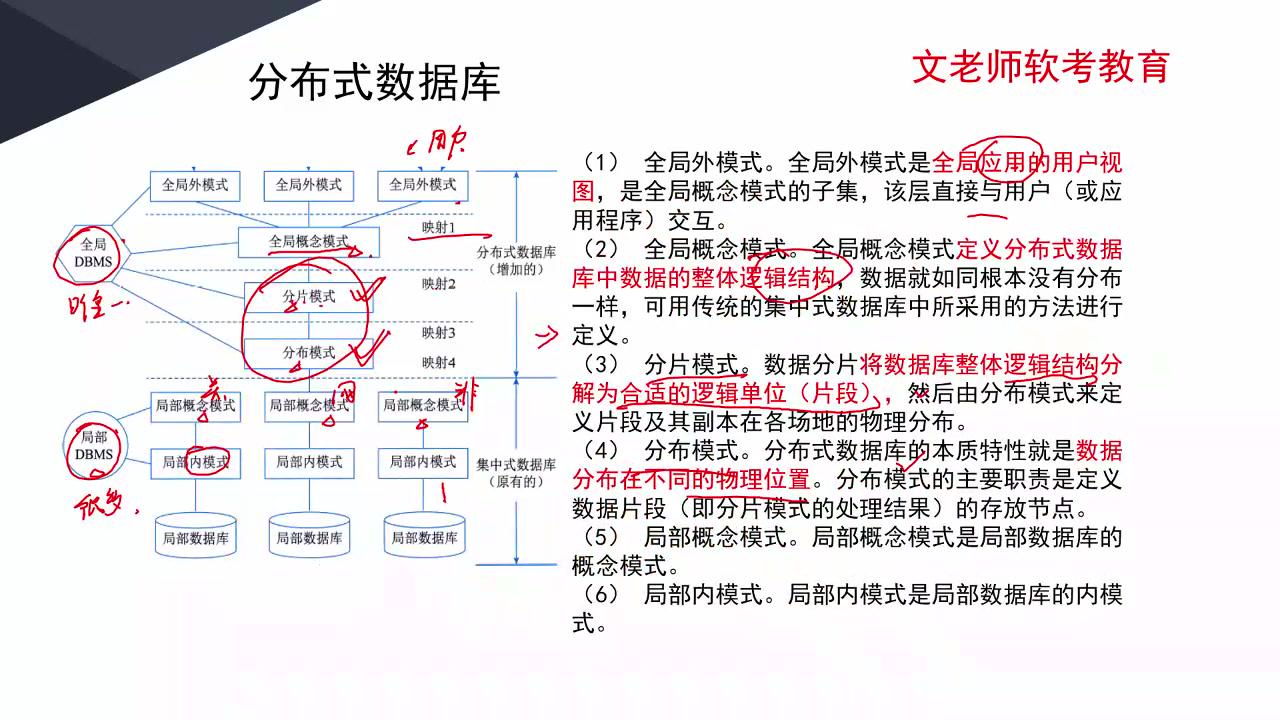 分布式数据库
文老师软考教育
用户
全局外模式 全局外模式 全局外模式
映射1
全局
DBMS
全局概念模式
分布式数据库
（增加的）
映射2
分片模式
唯一
映射3
分布模式
映射4
局部概念模式 局部概念模式 局部概念模式
局部
DBMS
局部内模式 局部内模式 局部内模式
集中式数据库
（原有的）
很多
局部数据库 局部数据库 局部数据库
（1） 全局外模式。全局外模式是全局应用的用户视
图，是全局概念模式的子集，该层直接与用户（或应
用程序）交互。
（2） 全局概念模式。全局概念模式定义分布式数据
库中数据的整体逻辑结构，数据就如同根本没有分布
一样，可用传统的集中式数据库中所采用的方法进行
定义。
（3） 分片模式。数据分片将数据库整体逻辑结构分
解为合适的逻辑单位（片段），然后由分布模式来定
义片段及其副本在各场地的物理分布。
（4） 分布模式。分布式数据库的本质特性就是数据
分布在不同的物理位置。分布模式的主要职责是定义
数据片段（即分片模式的处理结果）的存放节点。
（5） 局部概念模式。局部概念模式是局部数据库的
概念模式。
（6） 局部内模式。局部内模式是局部数据库的内模
式。